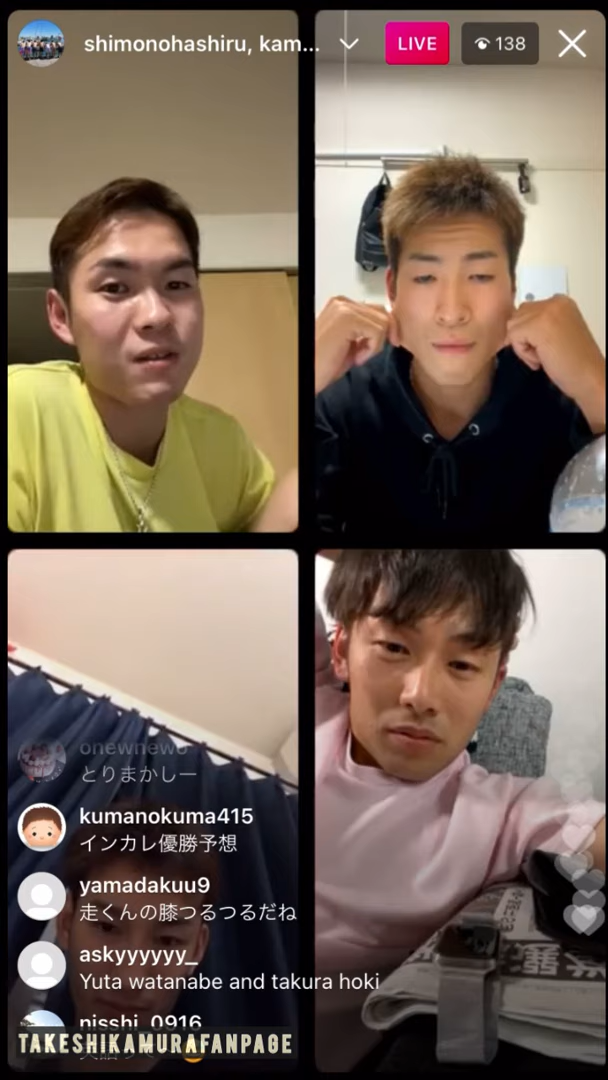 shimonohashiru, kam...
LIVE
138
onewnewo
とりまかしー
kumanokuma415
インカレ優勝予想
yamadakuu9
走くんの膝つるつるだね
askyyyyyy_
Yuta watanabe and takura hoki
nisshi_0916
TAKESHIKAMURAFANPAGE